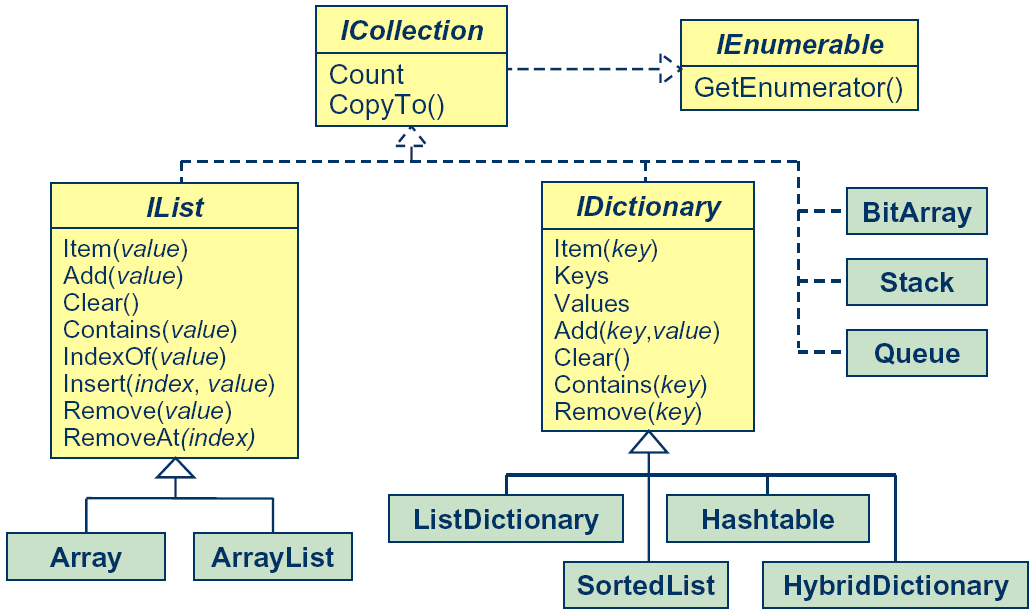 ICollection
Count
CopyTo()
IEnumerable
GetEnumerator()
IList
Item(value)
Add(value)
Clear()
Contains(value)
IndexOf(value)
Insert(index, value)
Remove(value)
RemoveAt(index)
IDictionary
Item(key)
Keys
Values
Add(key,value)
Clear()
Contains(key)
Remove(key)
BitArray
Stack
Queue
Array
ArrayList
ListDictionary
Hashtable
SortedList
HybridDictionary